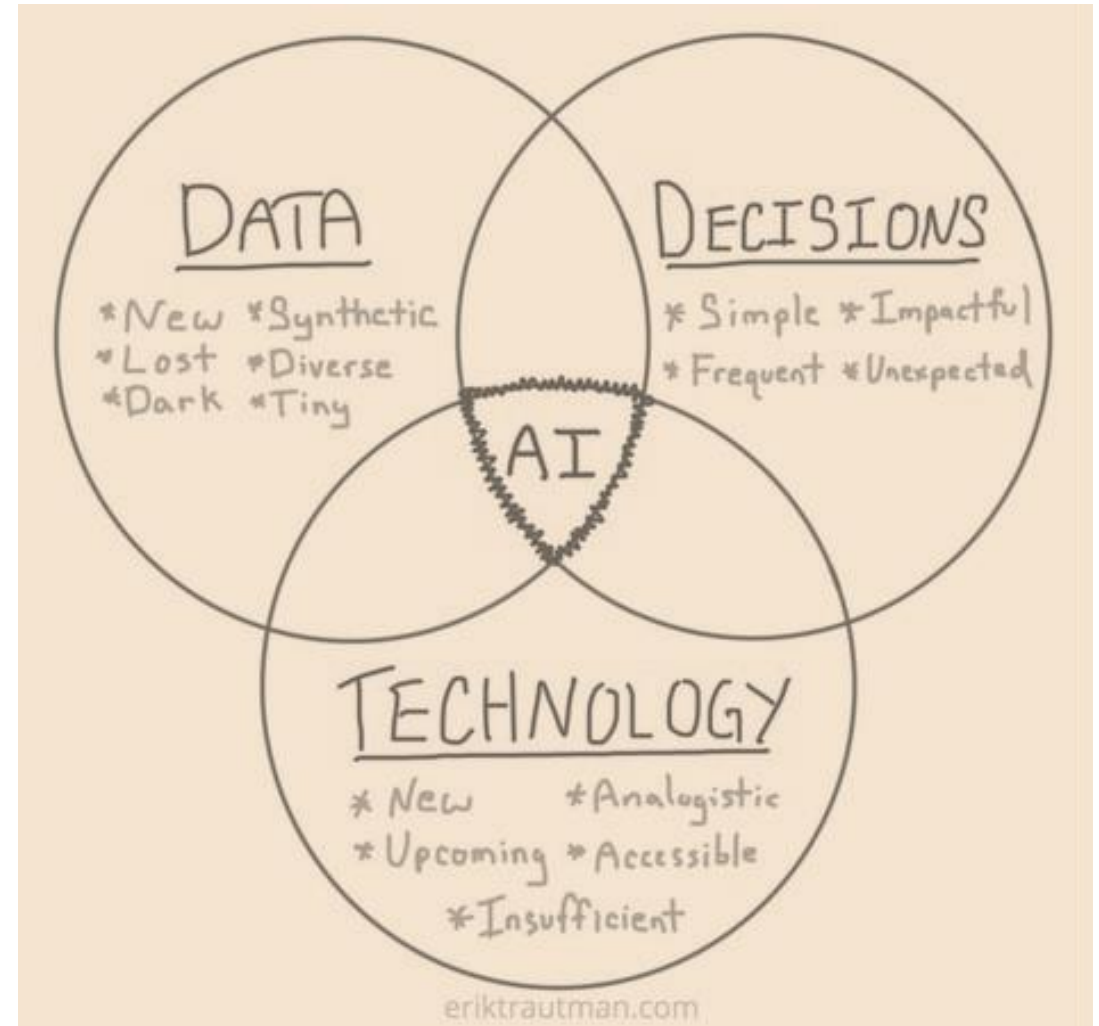 DATA
*New *Synthetic
*Lost *Diverse
*Dark *Tiny
DECISIONS
* Simple * Impactful
* Frequent * Unexpected
AI
TECHNOLOGY
* New *Analogistic
* Upcoming * Accessible
*Insufficient
eriktrautman.com